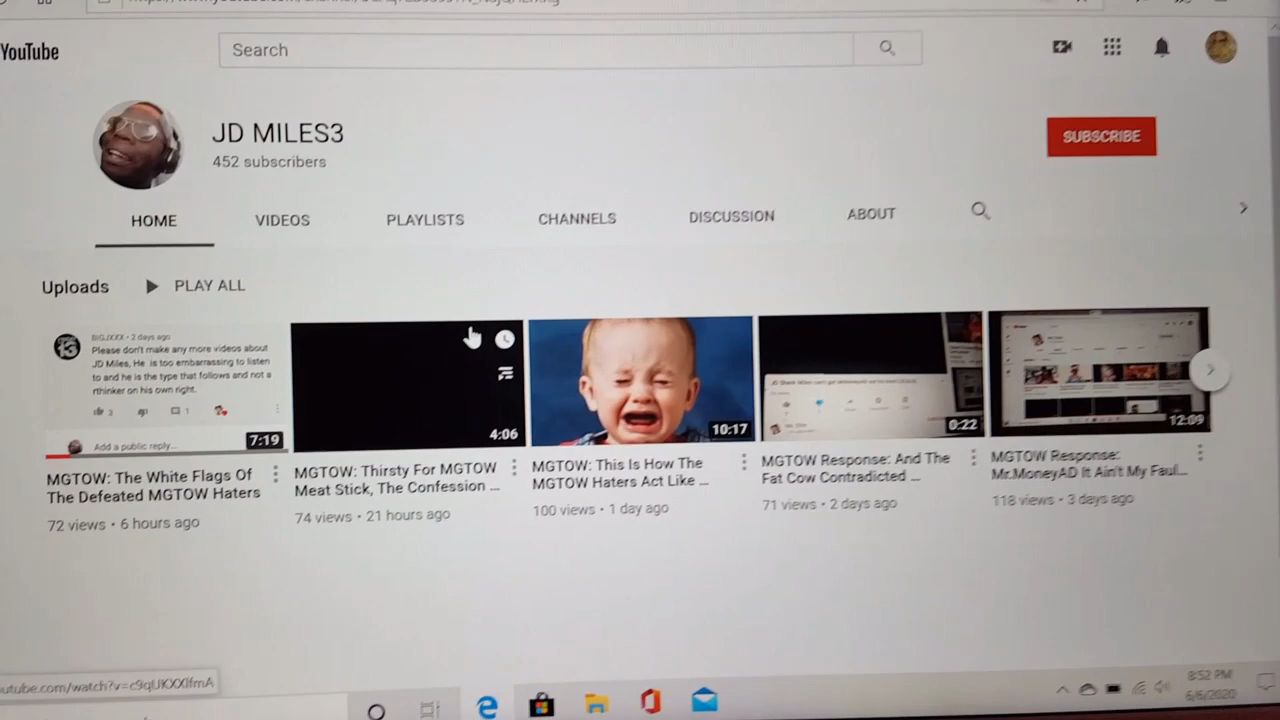 YouTube
Search
JD MILES3
452 subscribers
SUBSCRIBE
HOME
VIDEOS
PLAYLISTS
CHANNELS
DISCUSSION
ABOUT
Uploads
PLAY ALL
13
BIGJXXX • 2 days ago
Please don't make any more videos about
JD Miles, He is too embarrassing to listen
to and he is the type that follows and not a
rthinker on his own right.
3
1
Add a public reply...
7:19
MGTOW: The White Flags Of
The Defeated MGTOW Haters
72 views • 6 hours ago
4:06
MGTOW: Thirsty For MGTOW
Meat Stick, The Confession ...
74 views • 21 hours ago
10:17
MGTOW: This Is How The
MGTOW Haters Act Like ...
100 views • 1 day ago
0:22
MGTOW Response: And The
Fat Cow Contradicted ...
71 views • 2 days ago
12:09
MGTOW Response:
Mr.MoneyAD It Ain't My Faul...
118 views • 3 days ago
8:52 PM
6/6/2020